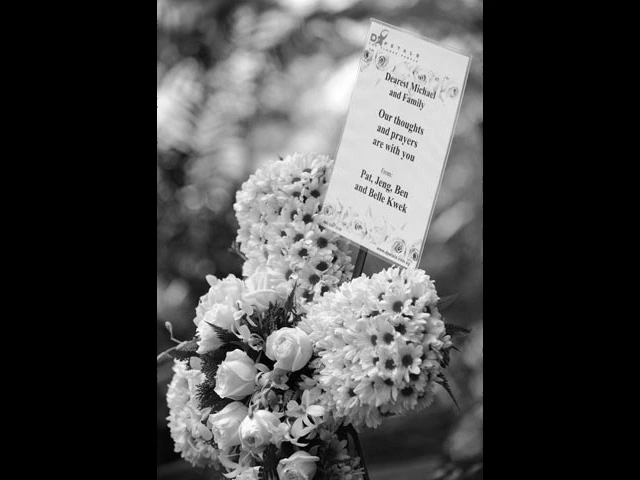 Dearest Michael
and Family
Our thoughts
and prayers
are with you
From:
Pat, Jeng, Ben
and Belle Kwek